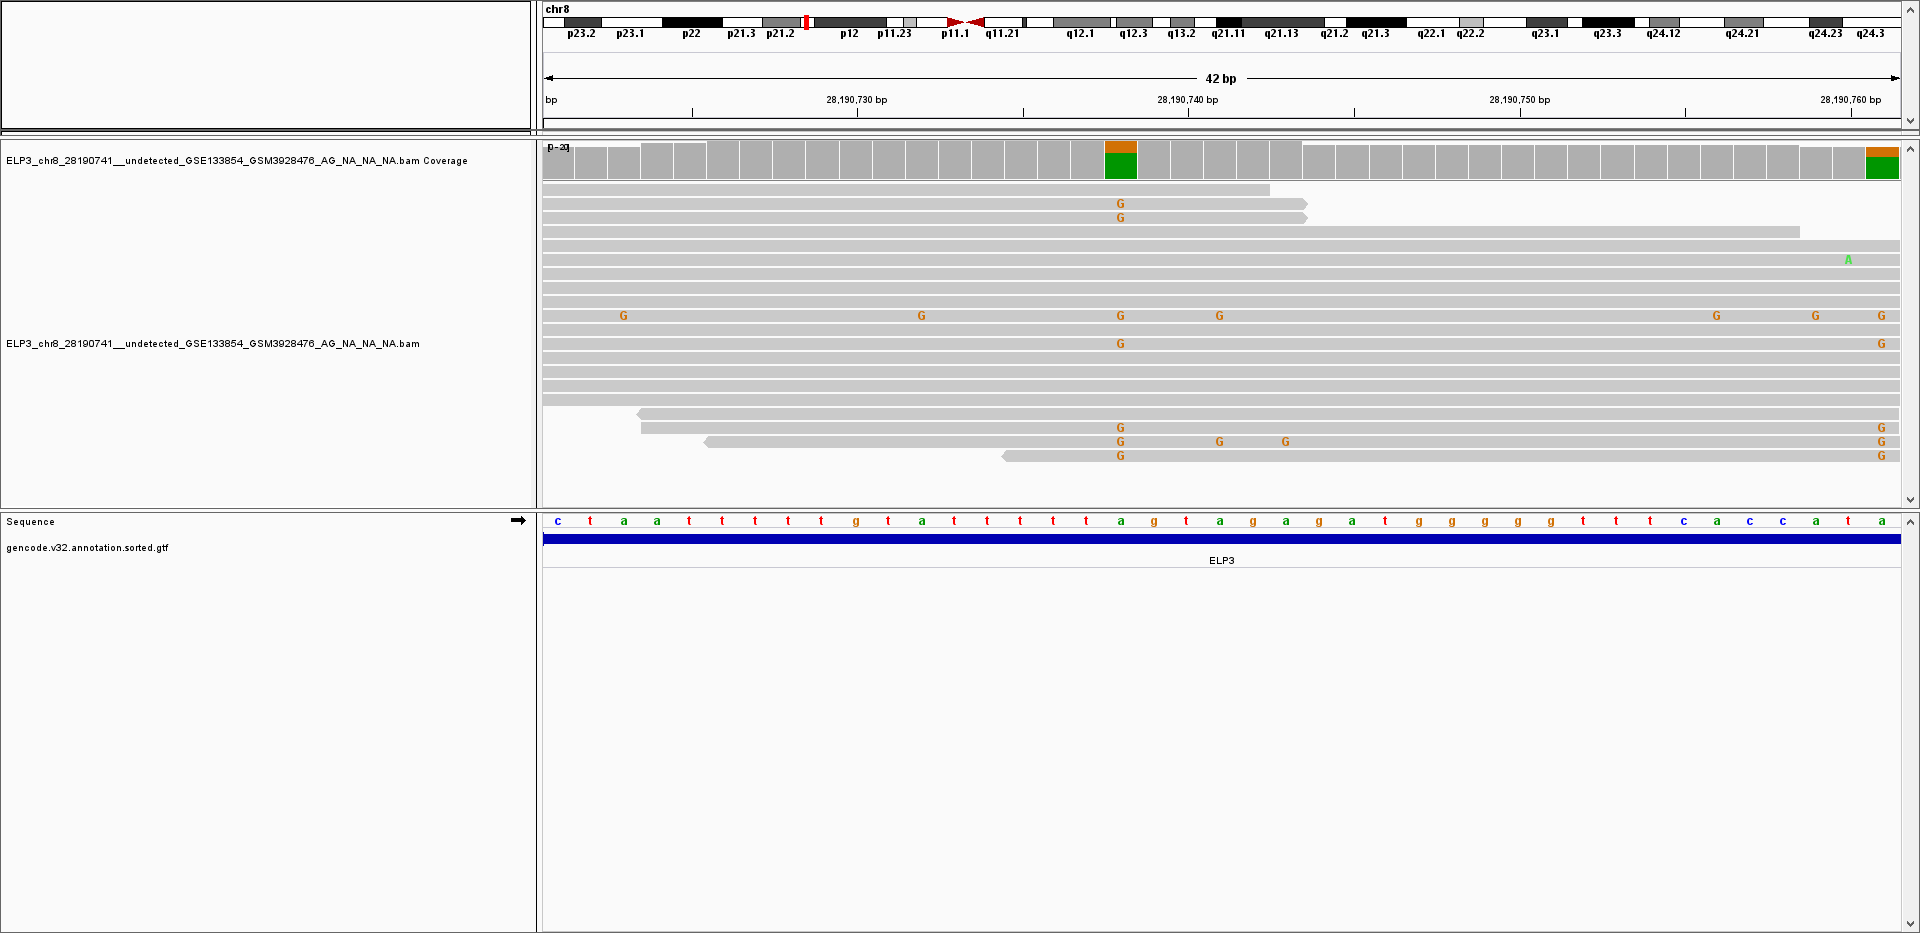 chr8
p23.2 p23.1 p22 p21.3 p21.2 p12 p11.23 p11.1 q11.21 q12.1 q12.3 q13.2 q21.11 q21.13 q21.2 q21.3 q22.1 q22.2 q23.1 q23.3 q24.12 q24.21 q24.23 q24.3
42 bp
bp 28,190,730 bp 28,190,740 bp 28,190,750 bp 28,190,760 bp
[0 - 20]
ELP3_chr8_28190741__undetected_GSE133854_GSM3928476_AG_NA_NA_NA.bam Coverage
G
G
A
G G G G G G G
ELP3_chr8_28190741__undetected_GSE133854_GSM3928476_AG_NA_NA_NA.bam G G
G G
G G G G
G G
Sequence c t a a t t t t t g t a t t t t t a g t a g a g a t g g g g g t t t c a c c a t a
gencode.v32.annotation.sorted.gtf
ELP3